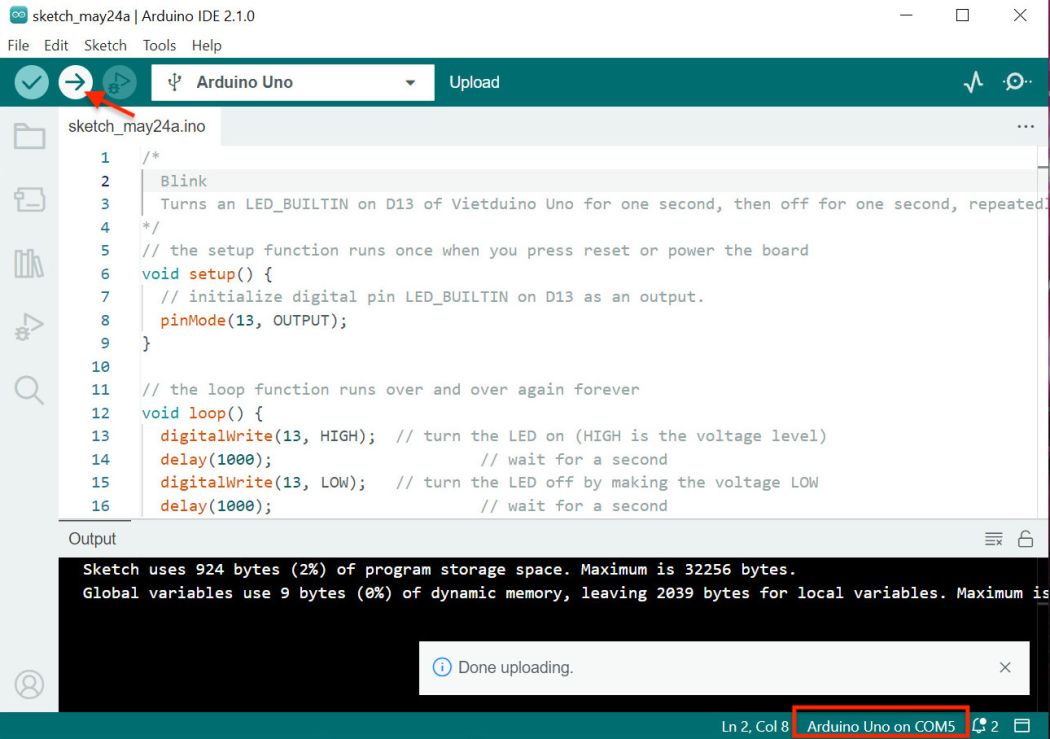 sketch_may24a | Arduino IDE 2.1.0
File Edit Sketch Tools Help
Arduino Uno
Upload
sketch_may24a.ino
1 /*
2 Blink
3 Turns an LED_BUILTIN on D13 of Vietduino Uno for one second, then off for one second,
4 */
5 // the setup function runs once when you press reset or power the board
6 void setup() {
7 // initialize digital pin LED_BUILTIN on D13 as an output.
8 pinMode(13, OUTPUT);
9 }
10
11 // the loop function runs over and over again forever
12 void loop() {
13 digitalWrite(13, HIGH); // turn the LED on (HIGH is the voltage level)
14 delay(1000); // wait for a second
15 digitalWrite(13, LOW); // turn the LED off by making the voltage LOW
16 delay(1000); // wait for a second
Output
Sketch uses 924 bytes (2%) of program storage space. Maximum is 32256 bytes.
Global variables use 9 bytes (0%) of dynamic memory, leaving 2039 bytes for local variables. Maximum is
Done uploading.
Ln 2, Col 8 Arduino Uno on COM5 2